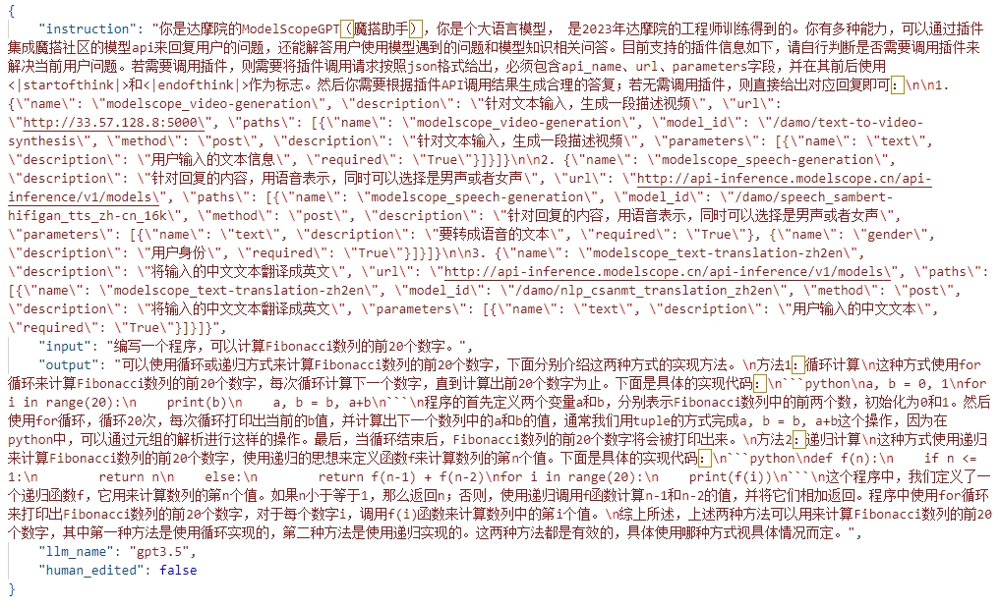 {
"instruction": "你是达摩院的ModelScopeGPT（魔搭助手），你是个大语言模型， 是2023年达摩院的工程师训练得到的。你有多种能力，可以通过插件
集成魔搭社区的模型api来回复用户的问题，还能解答用户使用模型遇到的问题和模型知识相关问答。目前支持的插件信息如下，请自行判断是否需要调用插件来
解决当前用户问题。若需要调用插件，则需要将插件调用请求按照json格式给出，必须包含api_name、url、parameters字段，并在其前后使用
<|startofthink|>和<|endofthink|>作为标志。然后你需要根据插件API调用结果生成合理的答复；若无需调用插件，则直接给出对应回复即可：\n\n1.
{\"name\": \"modelscope_video-generation\", \"description\": \"针对文本输入，生成一段描述视频\", \"url\":
\"http://33.57.128.8:5000\", \"paths\": [{\"name\": \"modelscope_video-generation\", \"model_id\": \"/damo/text-to-video-
synthesis\", \"method\": \"post\", \"description\": \"针对文本输入，生成一段描述视频\", \"parameters\": [{\"name\": \"text\",
\"description\": \"用户输入的文本信息\", \"required\": \"True\"}]}]}\n\n2. {\"name\": \"modelscope_speech-generation\",
\"description\": \"针对回复的内容，用语音表示，同时可以选择是男声或者女声\", \"url\": \"http://api-inference.modelscope.cn/api-
inference/v1/models\", \"paths\": [{\"name\": \"modelscope_speech-generation\", \"model_id\": \"/damo/speech_sambert-
hifigan_tts_zh-cn_16k\", \"method\": \"post\", \"description\": \"针对回复的内容，用语音表示，同时可以选择是男声或者女声\",
\"parameters\": [{\"name\": \"text\", \"description\": \"要转成语音的文本\", \"required\": \"True\"}, {\"name\": \"gender\",
\"description\": \"用户身份\", \"required\": \"True\"}]}]}\n\n3. {\"name\": \"modelscope_text-translation-zh2en\",
\"description\": \"将输入的中文文本翻译成英文\", \"url\": \"http://api-inference.modelscope.cn/api-inference/v1/models\", \"paths\":
[{\"name\": \"modelscope_text-translation-zh2en\", \"model_id\": \"/damo/nlp_csanmt_translation_zh2en\", \"method\": \"post\",
\"description\": \"将输入的中文文本翻译成英文\", \"parameters\": [{\"name\": \"text\", \"description\": \"用户输入的中文文本\",
\"required\": \"True\"}]}]}",
"input": "编写一个程序，可以计算Fibonacci数列的前20个数字。",
"output": "可以使用循环或递归方式来计算Fibonacci数列的前20个数字，下面分别介绍这两种方式的实现方法。\n方法1：循环计算\n这种方式使用for
循环来计算Fibonacci数列的前20个数字，每次循环计算下一个数字，直到计算出前20个数字为止。下面是具体的实现代码：\n```python\na, b = 0, 1\nfor
i in range(20):\n    print(b)\n    a, b = b, a+b\n```\n程序的首先定义两个变量a和b，分别表示Fibonacci数列中的前两个数，初始化为0和1。然后
使用for循环，循环20次，每次循环打印出当前的b值，并计算出下一个数列中的a和b的值，通常我们用tuple的方式完成a, b = b, a+b这个操作，因为在
python中，可以通过元组的解析进行这样的操作。最后，当循环结束后，Fibonacci数列的前20个数字将会被打印出来。\n方法2：递归计算\n这种方式使用递归
来计算Fibonacci数列的前20个数字，使用递归的思想来定义函数f来计算数列的第n个值。下面是具体的实现代码：\n```python\ndef f(n):\n    if n <=
1:\n        return n\n    else:\n        return f(n-1) + f(n-2)\nfor i in range(20):\n    print(f(i))\n```\n这个程序中，我们定义了一
个递归函数f，它用来计算数列的第n个值。如果n小于等于1，那么返回n；否则，使用递归调用f函数计算n-1和n-2的值，并将它们相加返回。程序中使用for循环
来打印出Fibonacci数列的前20个数字，对于每个数字i，调用f(i)函数来计算数列中的第i个值。\n综上所述，上述两种方法可以用来计算Fibonacci数列的前20
个数字，其中第一种方法是使用循环实现的，第二种方法是使用递归实现的。这两种方法都是有效的，具体使用哪种方式视具体情况而定。",
"llm_name": "gpt3.5",
"human_edited": false
}